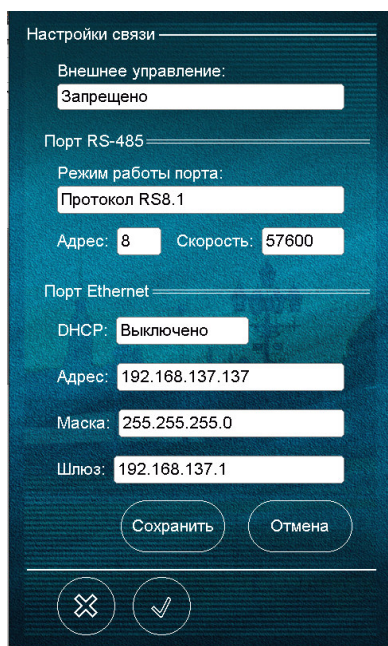 Настройки связи
Внешнее управление:
Запрещено
Порт RS-485
Режим работы порта:
Протокол RS8.1
Адрес: 8 Скорость: 57600
Порт Ethernet
DHCP: Выключено
Адрес: 192.168.137.137
Маска: 255.255.255.0
Шлюз: 192.168.137.1
Сохранить Отмена